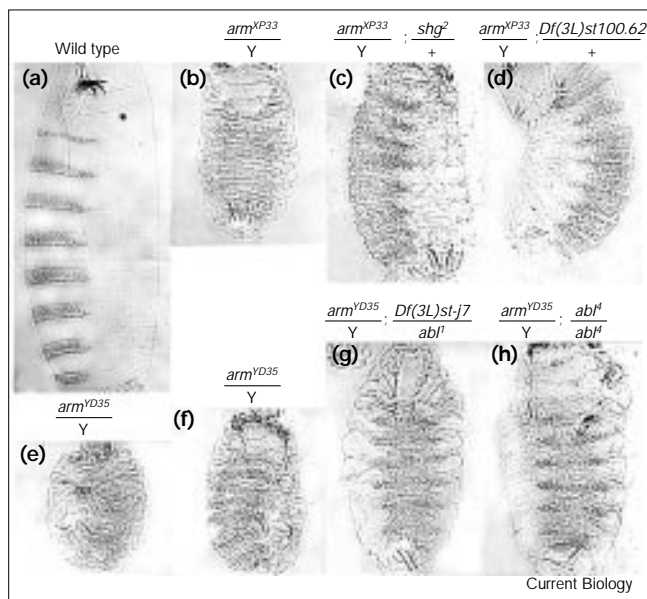 Wild type
arm^XP33
Y
arm^XP33 ; shg^2
Y +
arm^XP33 ; Df(3L)st100.62
Y +
(a)
(b)
(c)
(d)
arm^YD35 ; Df(3L)st-j7
Y abl^1
arm^YD35 ; abl^4
Y abl^4
arm^YD35
Y
arm^YD35
Y
(e)
(f)
(g)
(h)
Current Biology